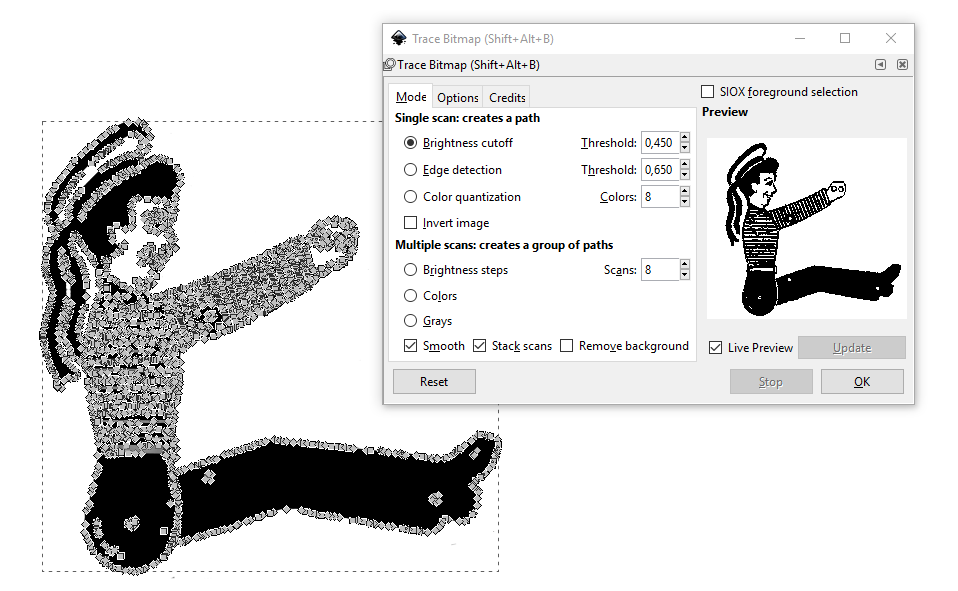 Trace Bitmap (Shift+Alt+B)
Trace Bitmap (Shift+Alt+B)
Mode Options Credits
SIOX foreground selection
Preview
Single scan: creates a path
Brightness cutoff Threshold: 0,450
Edge detection Threshold: 0,650
Color quantization Colors: 8
Invert image
Multiple scans: creates a group of paths
Brightness steps Scans: 8
Colors
Grays
Smooth Stack scans Remove background
Live Preview Update
Reset Stop OK